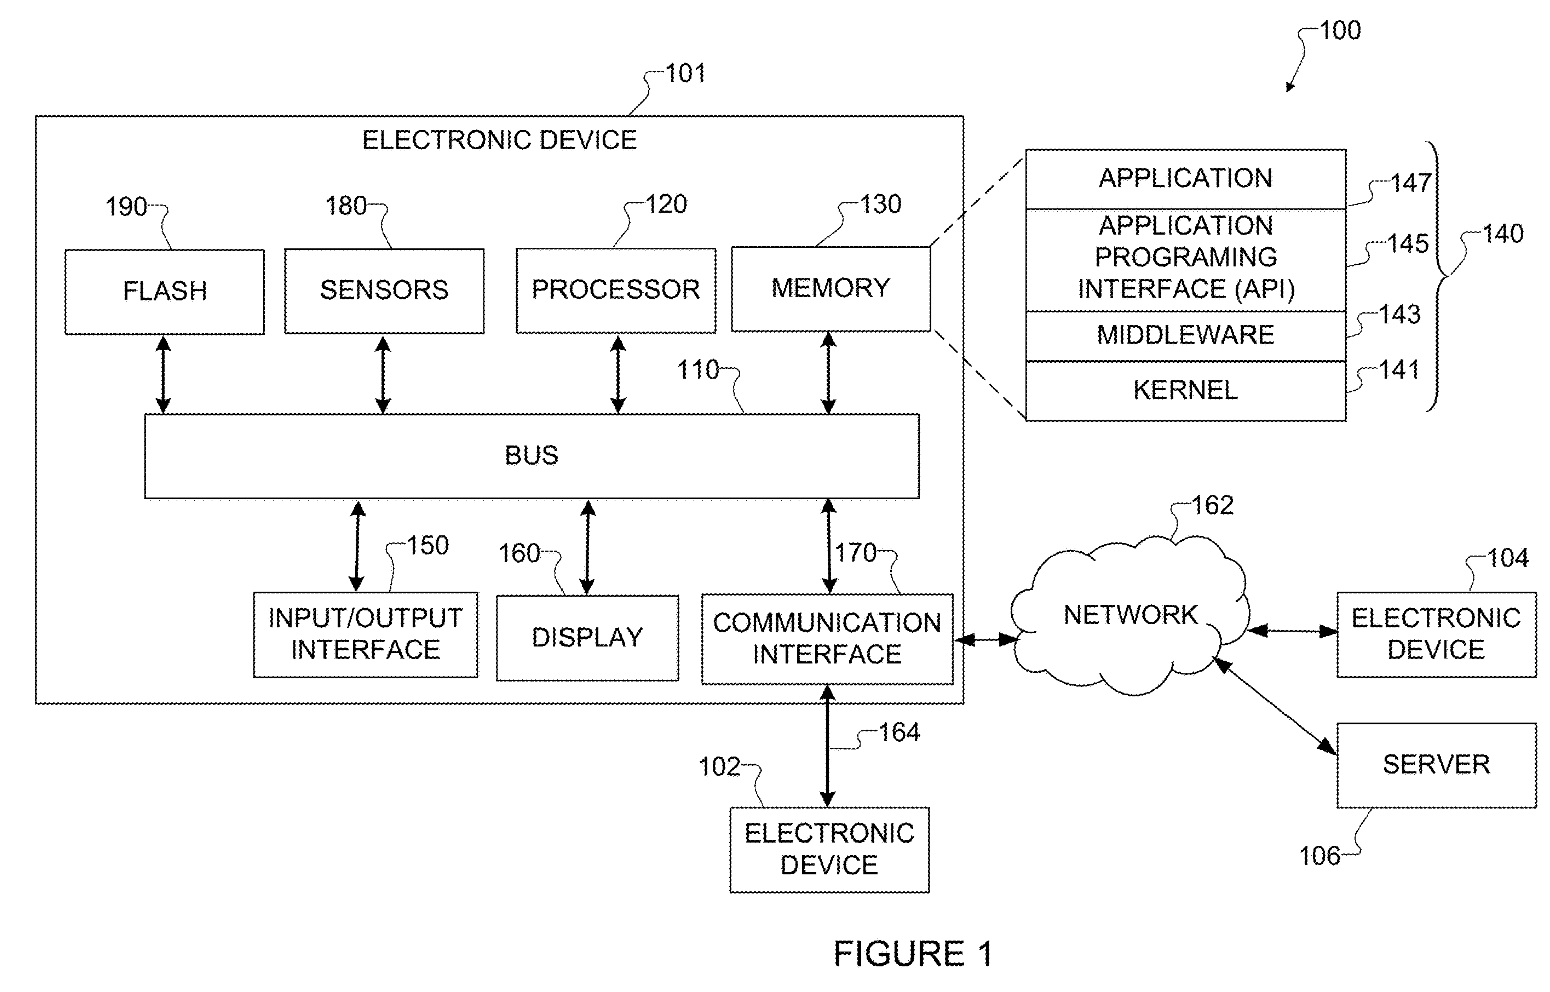 100
101
ELECTRONIC DEVICE
190
180
120
130
FLASH
SENSORS
PROCESSOR
MEMORY
APPLICATION
147
APPLICATION
PROGRAMING
INTERFACE (API)
145
140
MIDDLEWARE
143
KERNEL
141
110
BUS
150
160
170
INPUT/OUTPUT
INTERFACE
DISPLAY
COMMUNICATION
INTERFACE
162
NETWORK
104
ELECTRONIC
DEVICE
164
102
ELECTRONIC
DEVICE
SERVER
106
FIGURE 1